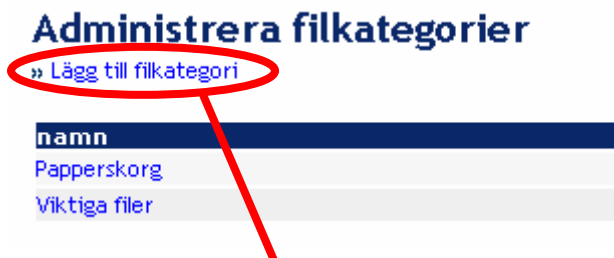 Administrera filkategorier
» Lägg till filkategori
namn
Papperskorg
Viktiga filer